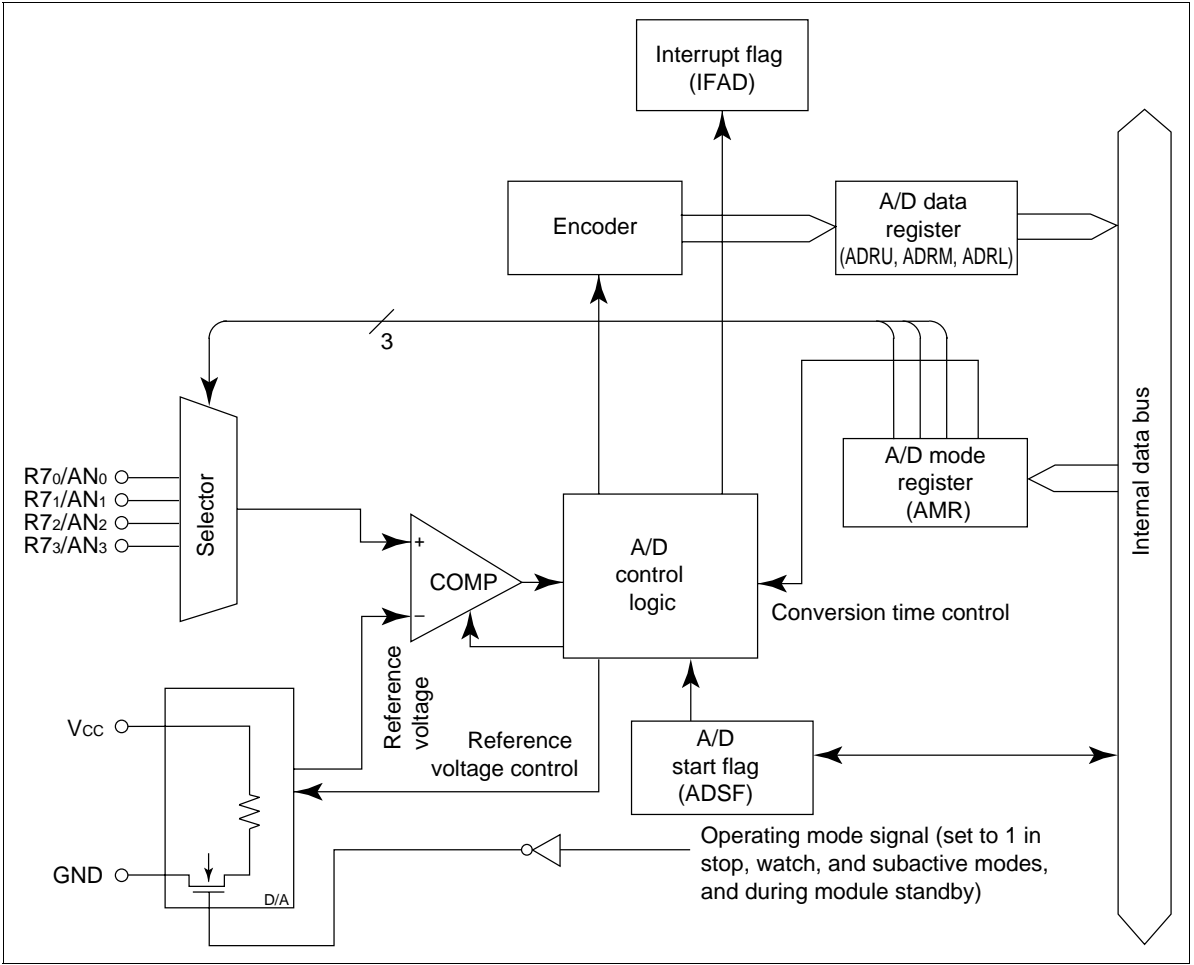 Interrupt flag
(IFAD)
Encoder
A/D data
register
(ADRU, ADRM, ADRL)
3
Internal data bus
A/D mode
register
(AMR)
R7₀/AN₀
R7₁/AN₁
R7₂/AN₂
R7₃/AN₃
Selector
+
COMP
−
A/D
control
logic
Conversion time control
Reference
voltage
VCC
Reference
voltage control
A/D
start flag
(ADSF)
GND
D/A
Operating mode signal (set to 1 in
stop, watch, and subactive modes,
and during module standby)